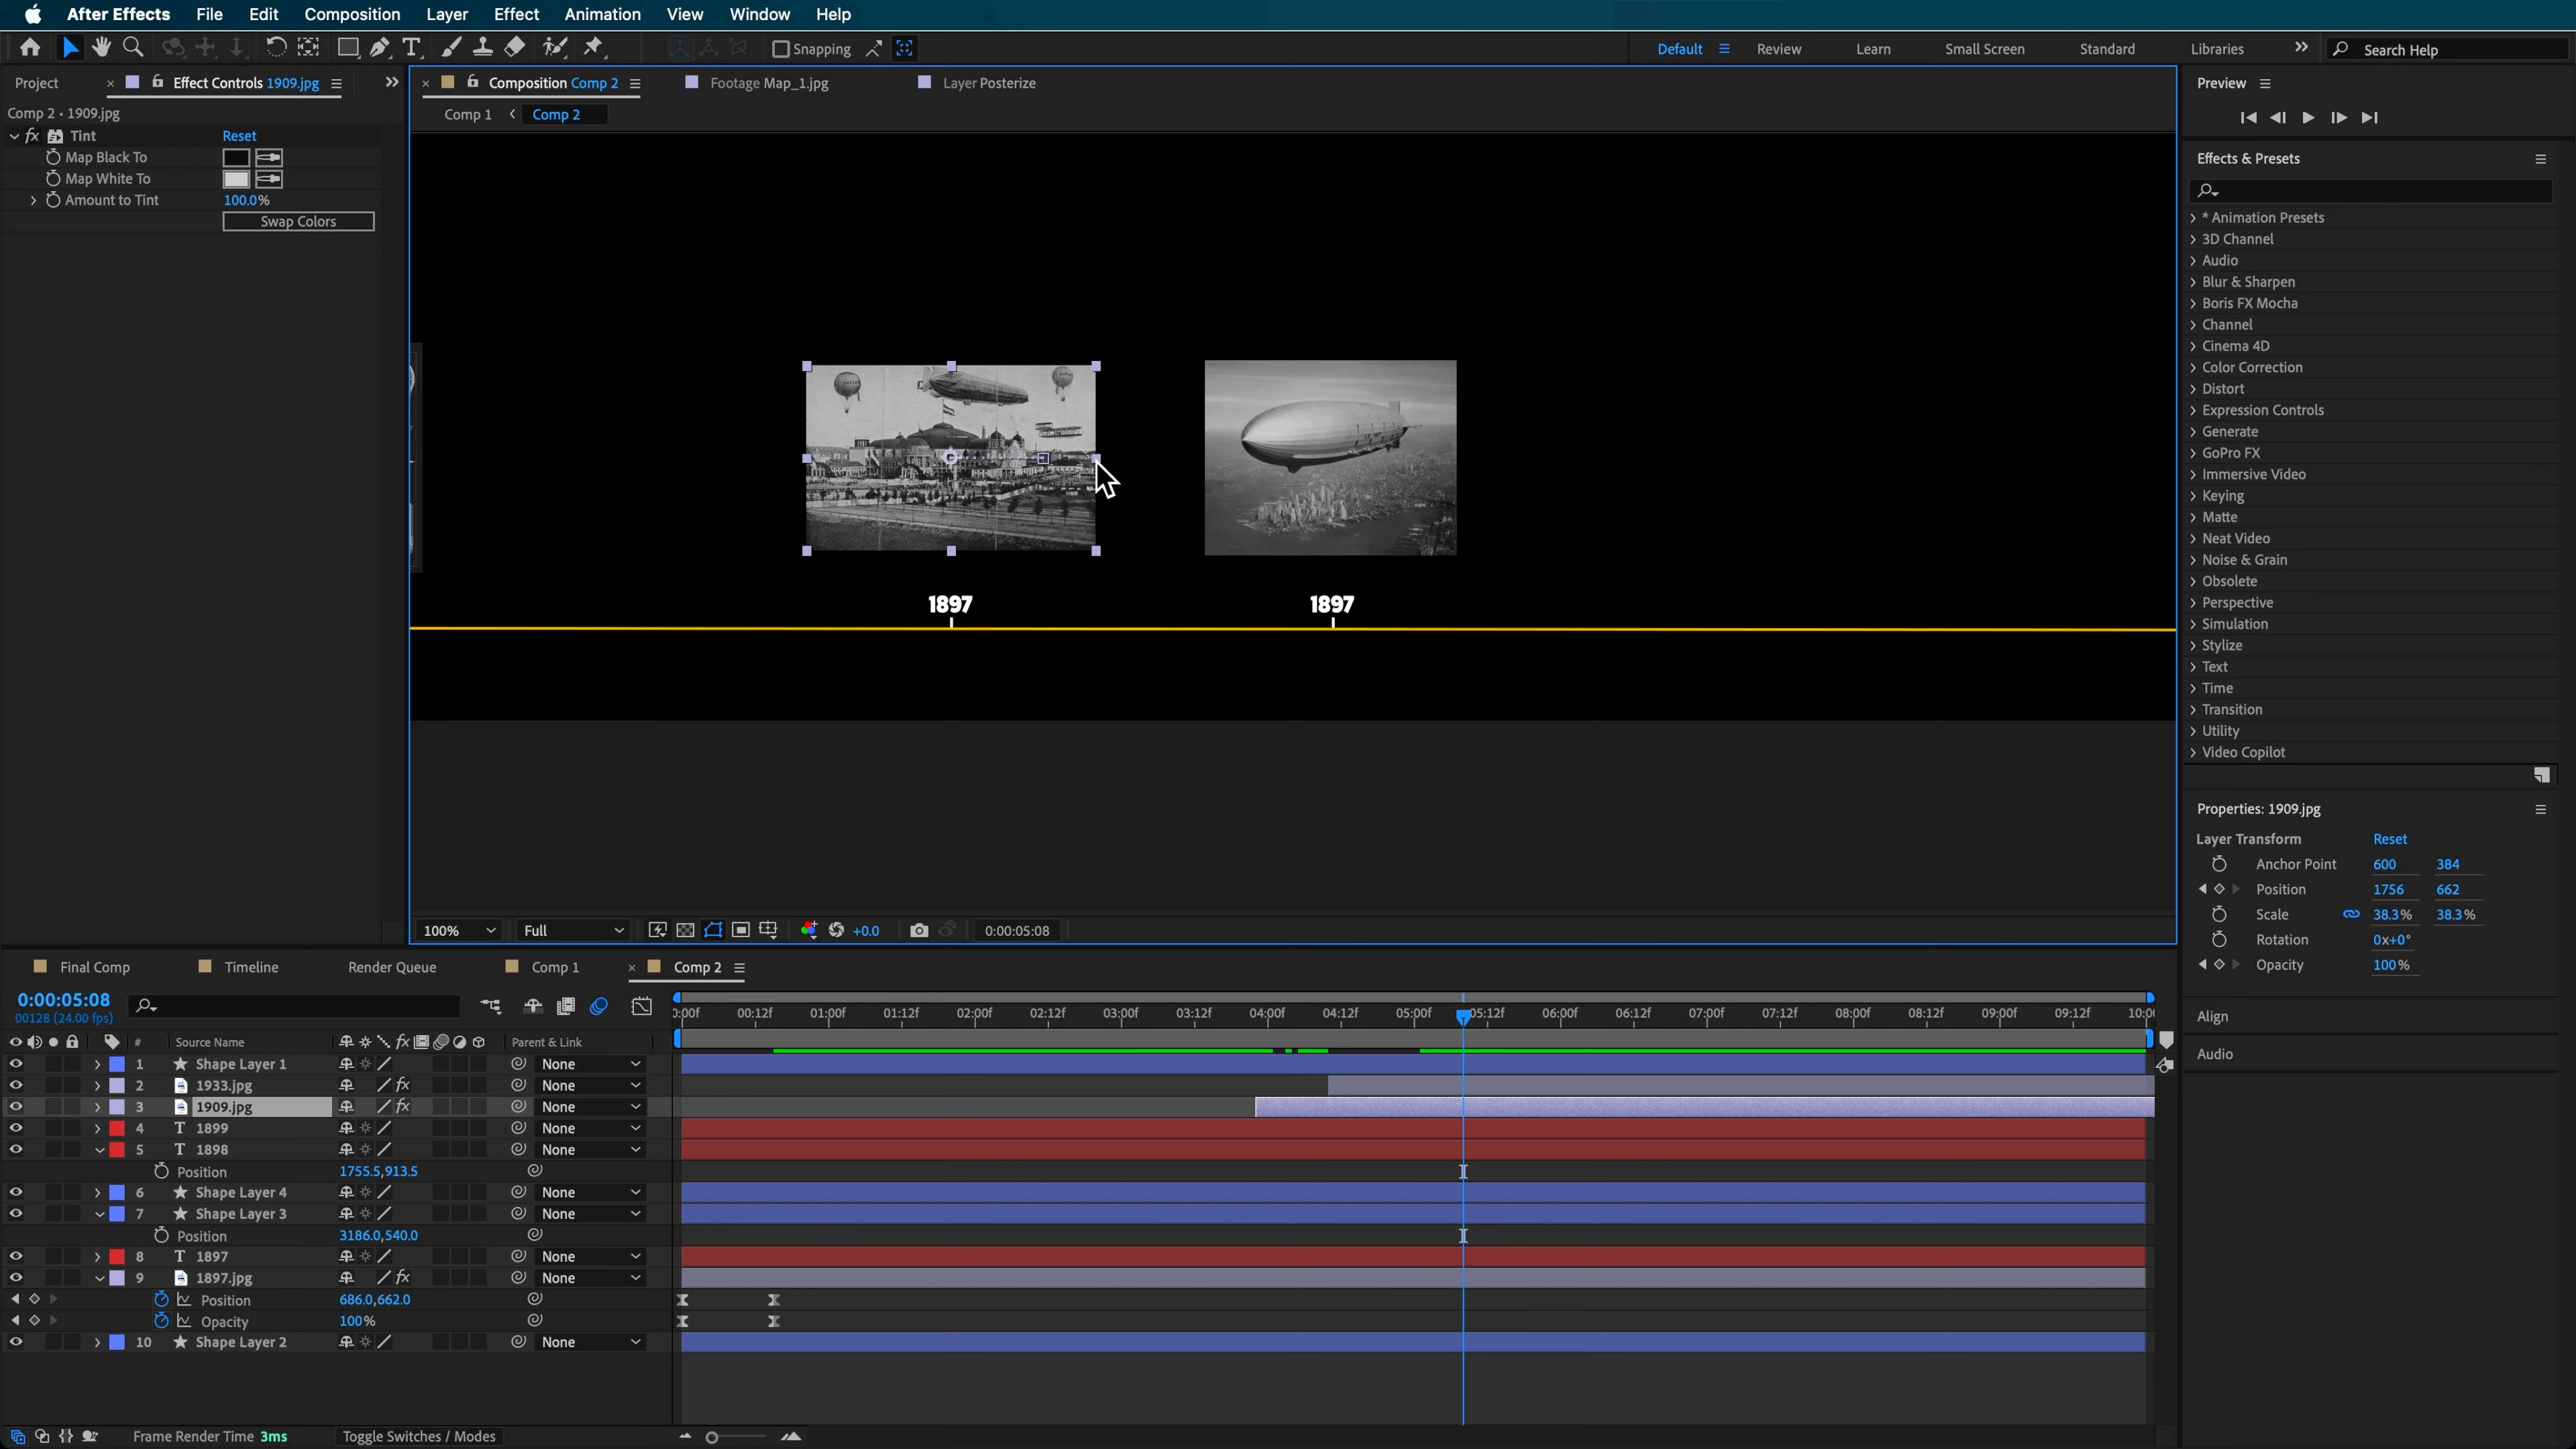 After Effects File Edit Composition Layer Effect Animation View Window Help
Snapping Default Review Learn Small Screen Standard Libraries Search Help
Project Effect Controls 1909.jpg Composition Comp 2 Footage Map_1.jpg Layer Posterize Preview
Comp 2 • 1909.jpg Comp 1 Comp 2
fx Tint Reset
Map Black To
Map White To
Amount to Tint 100.0%
Swap Colors
Effects & Presets
* Animation Presets
3D Channel
Audio
Blur & Sharpen
Boris FX Mocha
Channel
Cinema 4D
Color Correction
Distort
Expression Controls
Generate
GoPro FX
Immersive Video
Keying
Matte
Neat Video
Noise & Grain
Obsolete
Perspective
Simulation
Stylize
Text
Time
Transition
Utility
Video Copilot
1897 1897
Properties: 1909.jpg
Layer Transform Reset
Anchor Point 600 384
Position 1756 662
Scale 38.3% 38.3%
Rotation 0x+0°
Opacity 100%
Align
Audio
100% Full +0.0 0:00:05:08
Final Comp Timeline Render Queue Comp 1 Comp 2
0:00:05:08
00128 (24.00 fps)
0:00f 00:12f 01:00f 01:12f 02:00f 02:12f 03:00f 03:12f 04:00f 04:12f 05:00f 05:12f 06:00f 06:12f 07:00f 07:12f 08:00f 08:12f 09:00f 09:12f 10:0
# Source Name fx Parent & Link
1 Shape Layer 1 None
2 1933.jpg fx None
3 1909.jpg fx None
4 T 1899 None
5 T 1898 None
Position 1755.5,913.5
6 Shape Layer 4 None
7 Shape Layer 3 None
Position 3186.0,540.0
8 T 1897 None
9 1897.jpg fx None
Position 686.0,662.0
Opacity 100%
10 Shape Layer 2 None
Frame Render Time 3ms Toggle Switches / Modes